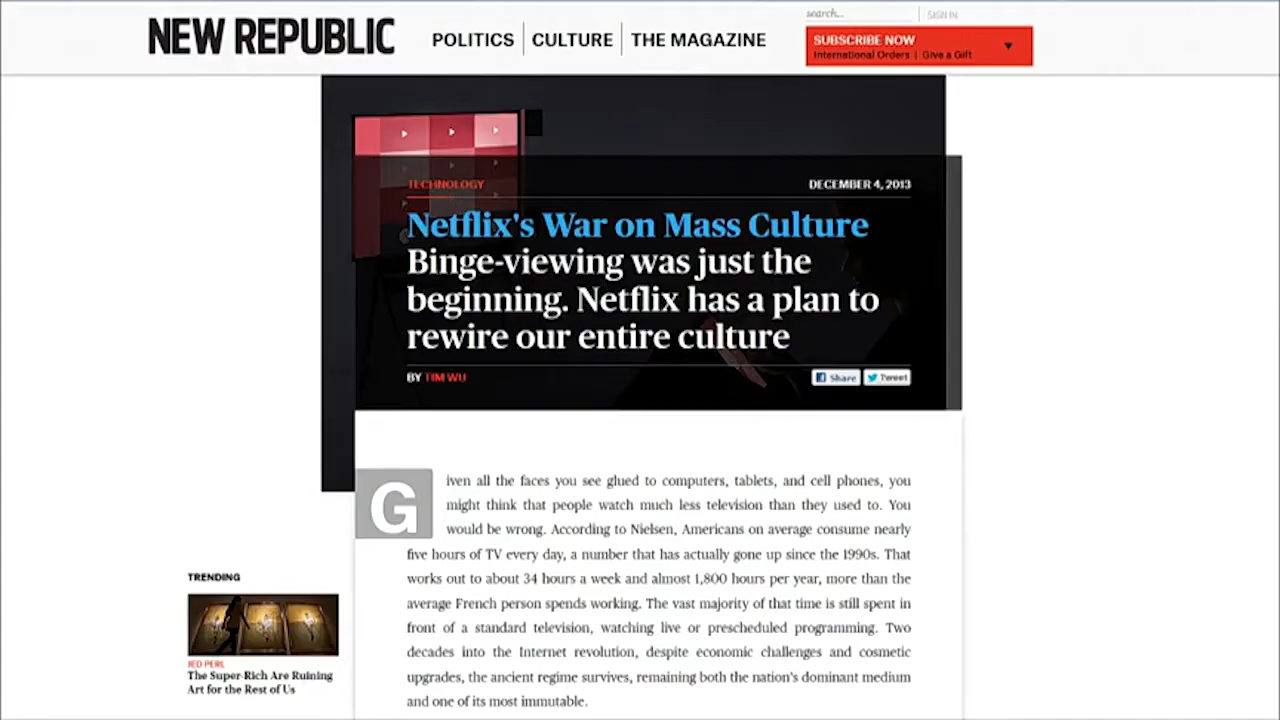 NEW REPUBLIC
POLITICS CULTURE THE MAGAZINE
search...
SIGN IN
SUBSCRIBE NOW
International Orders | Give a Gift
TECHNOLOGY
DECEMBER 4, 2013
Netflix's War on Mass Culture
Binge-viewing was just the
beginning. Netflix has a plan to
rewire our entire culture
BY TIM WU
Share Tweet
Given all the faces you see glued to computers, tablets, and cell phones, you
might think that people watch much less television than they used to. You
would be wrong. According to Nielsen, Americans on average consume nearly
five hours of TV every day, a number that has actually gone up since the 1990s. That
works out to about 34 hours a week and almost 1,800 hours per year, more than the
average French person spends working. The vast majority of that time is still spent in
front of a standard television, watching live or prescheduled programming. Two
decades into the Internet revolution, despite economic challenges and cosmetic
upgrades, the ancient regime survives, remaining both the nation's dominant medium
and one of its most immutable.
TRENDING
JED PERL
The Super-Rich Are Ruining
Art for the Rest of Us